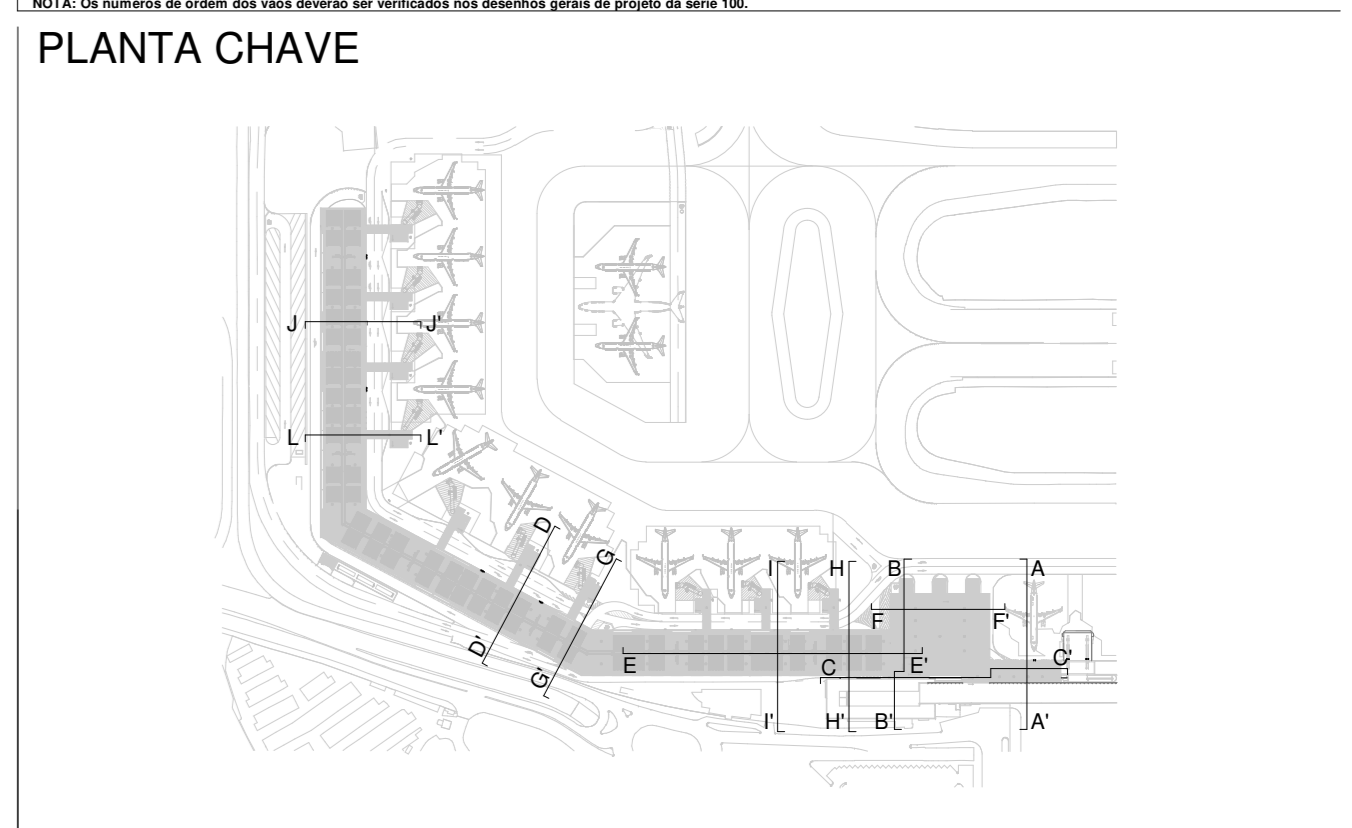 NOTA: Os números de ordem dos vãos deverão ser verificados nos desenhos gerais de projeto da série 100.
PLANTA CHAVE
J J'
L L'
D
G
I H B A
F F'
D'
G'
E C E' C'
I' H' B' A'